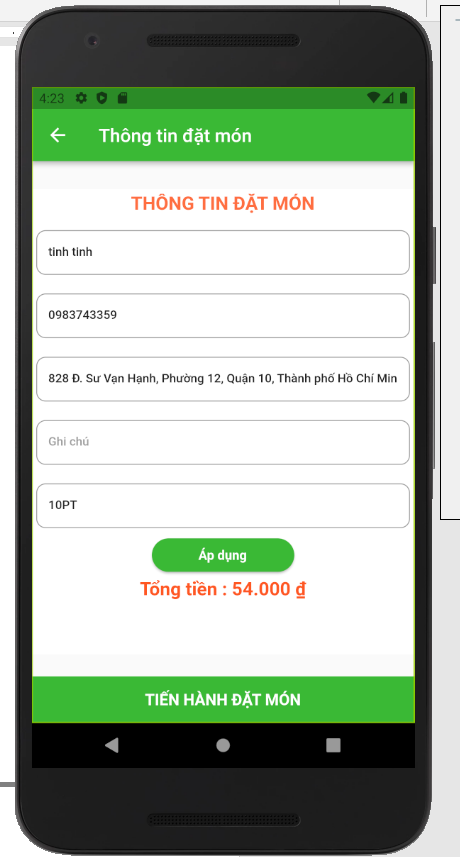 4:23
Thông tin đặt món
THÔNG TIN ĐẶT MÓN
tinh tinh
0983743359
828 Đ. Sư Vạn Hạnh, Phường 12, Quận 10, Thành phố Hồ Chí Min
Ghi chú
10PT
Áp dụng
Tổng tiền : 54.000 ₫
TIẾN HÀNH ĐẶT MÓN